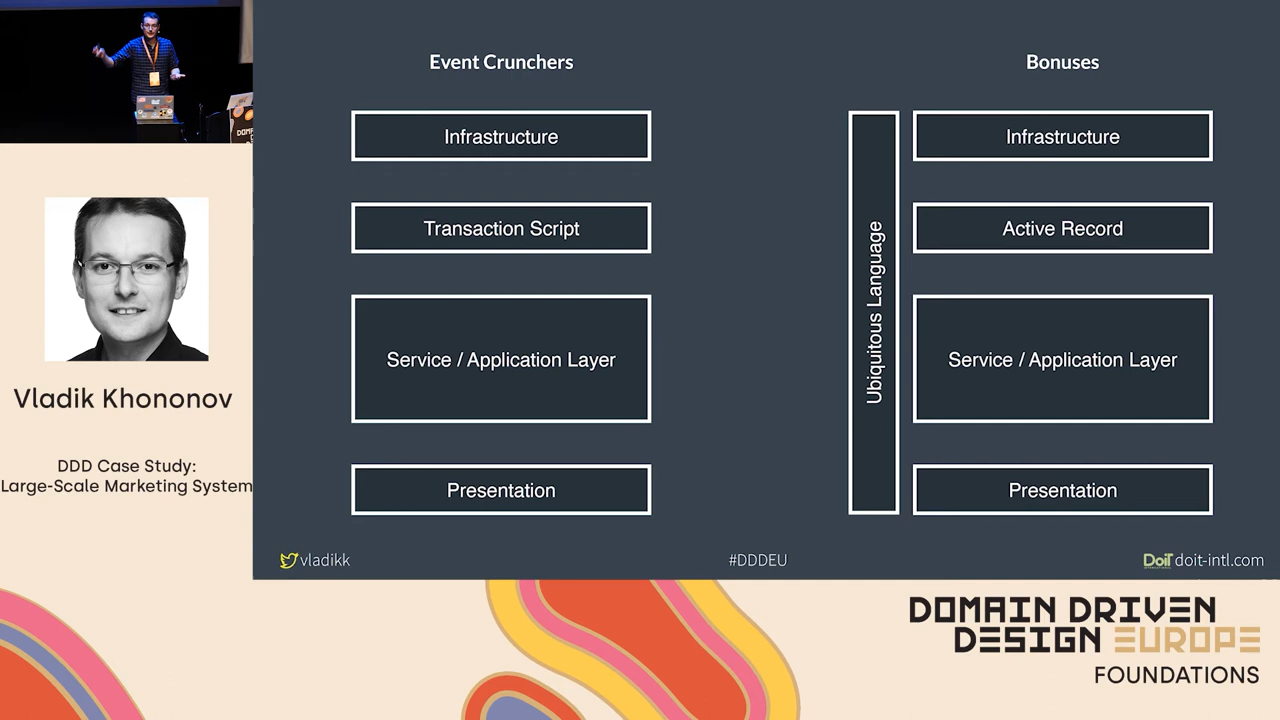 Event Crunchers
Bonuses
Infrastructure
Transaction Script
Service / Application Layer
Presentation
Ubiquitous Language
Infrastructure
Active Record
Service / Application Layer
Presentation
vladikk
#DDDEU
DoiT doit-intl.com
Vladik Khononov
DDD Case Study:
Large-Scale Marketing System
DOMAIN DRIVEN
DESIGN EUROPE
FOUNDATIONS